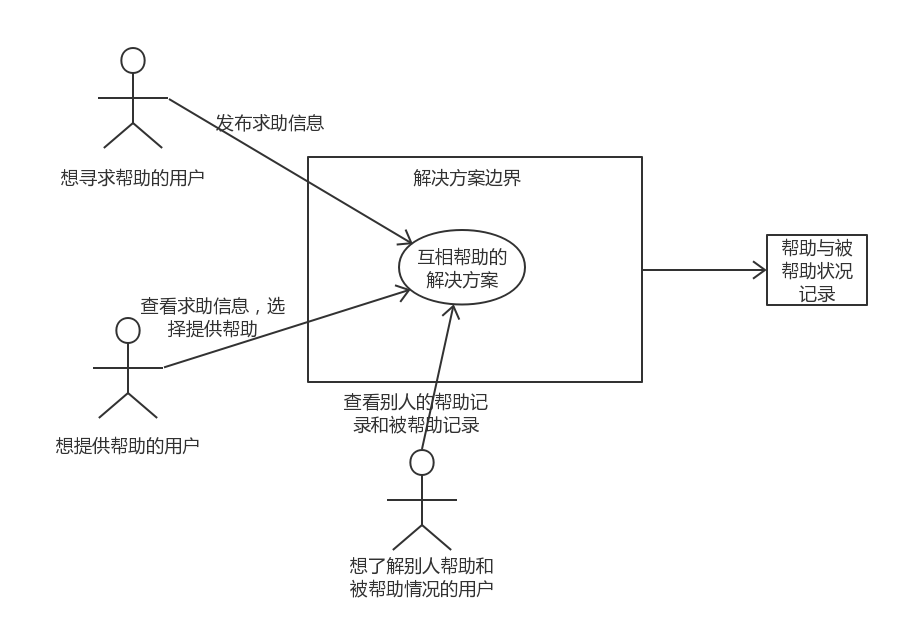 发布求助信息
想寻求帮助的用户
解决方案边界
互相帮助的
解决方案
帮助与被
帮助状况
记录
查看求助信息，选
择提供帮助
想提供帮助的用户
查看别人的帮助记
录和被帮助记录
想了解别人帮助和
被帮助情况的用户